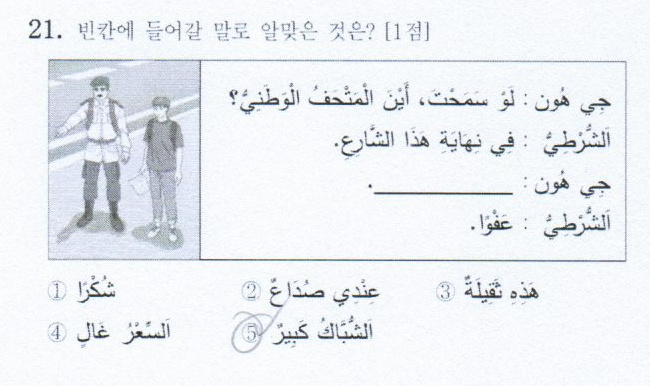 21. 빈칸에 들어갈 말로 알맞은 것은? [1점]
جِي هُون : لَوْ سَمَحْتَ، أَيْنَ الْمَتْحَفُ الْوَطَنِيُّ؟
اَلشُّرْطِيُّ : فِي نِهَايَةِ هَذَا الشَّارِعِ.
جِي هُون : ____________.
اَلشُّرْطِيُّ : عَفْوًا.
① شُكْرًا ② عِنْدِي صُدَاعٌ ③ هَذِهِ ثَقِيلَةٌ
④ اَلسِّعْرُ غَالٍ ⑤ اَلشُّبَّاكُ كَبِيرٌ